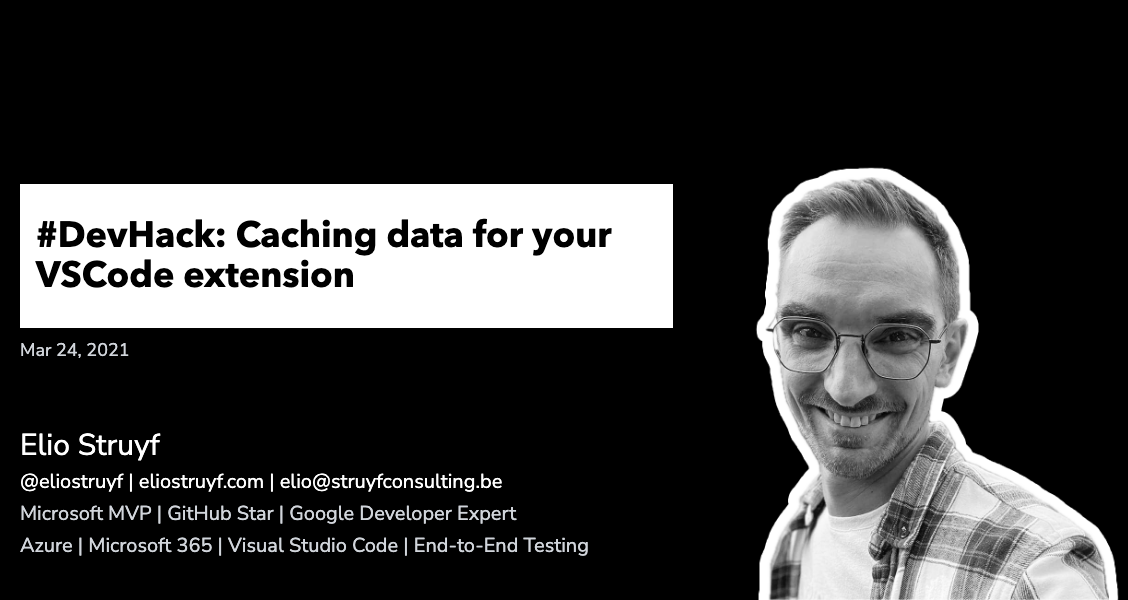 #DevHack: Caching data for your
VSCode extension
Mar 24, 2021
Elio Struyf
@eliostruyf | eliostruyf.com | elio@struyfconsulting.be
Microsoft MVP | GitHub Star | Google Developer Expert
Azure | Microsoft 365 | Visual Studio Code | End-to-End Testing